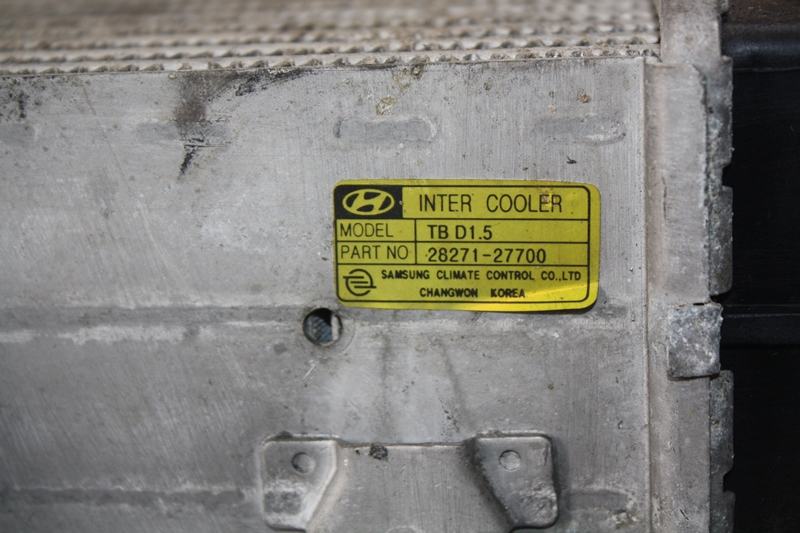 INTER COOLER
MODEL TB D1.5
PART NO 28271-27700
SAMSUNG CLIMATE CONTROL CO.,LTD
CHANGWON KOREA